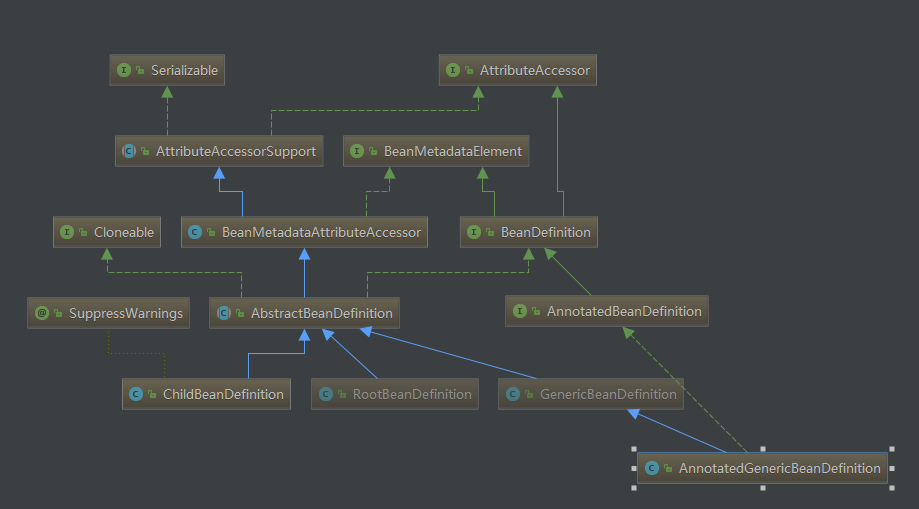 Serializable
AttributeAccessor
AttributeAccessorSupport
BeanMetadataElement
Cloneable
BeanMetadataAttributeAccessor
BeanDefinition
SuppressWarnings
AbstractBeanDefinition
AnnotatedBeanDefinition
ChildBeanDefinition
RootBeanDefinition
GenericBeanDefinition
AnnotatedGenericBeanDefinition